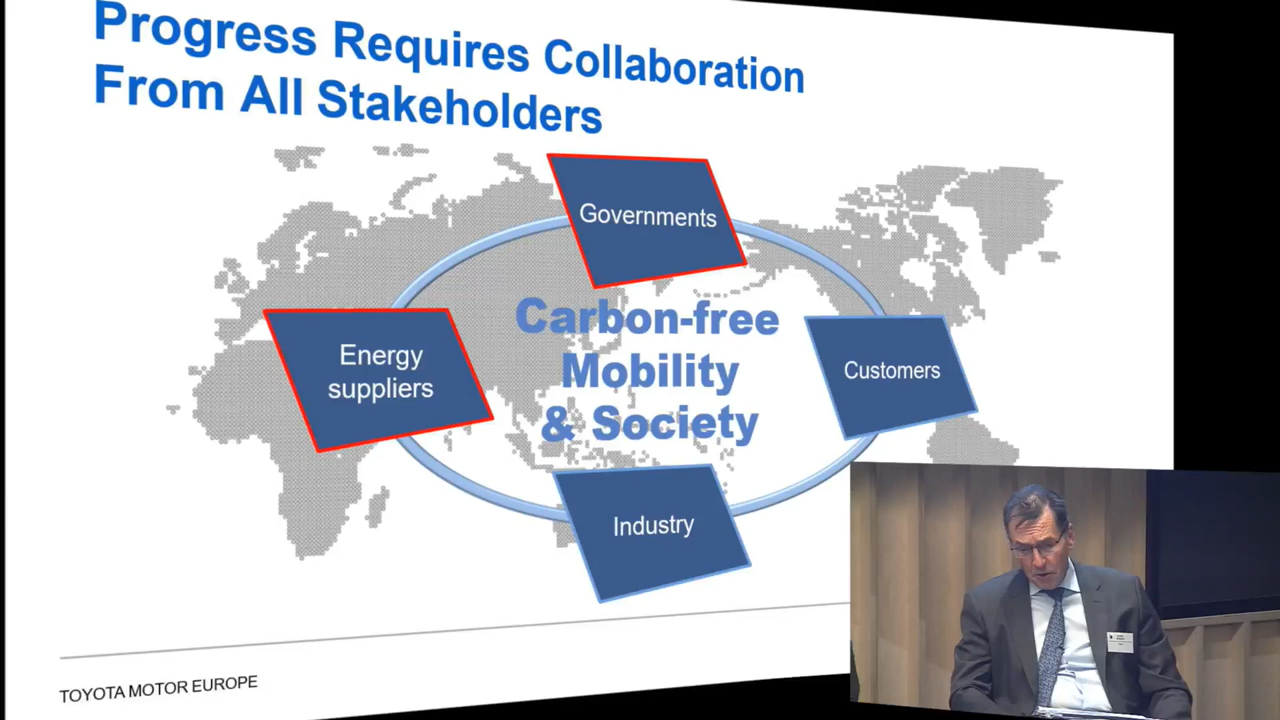 Progress Requires Collaboration
From All Stakeholders
Governments
Energy
suppliers
Carbon-free
Mobility
& Society
Customers
Industry
TOYOTA MOTOR EUROPE